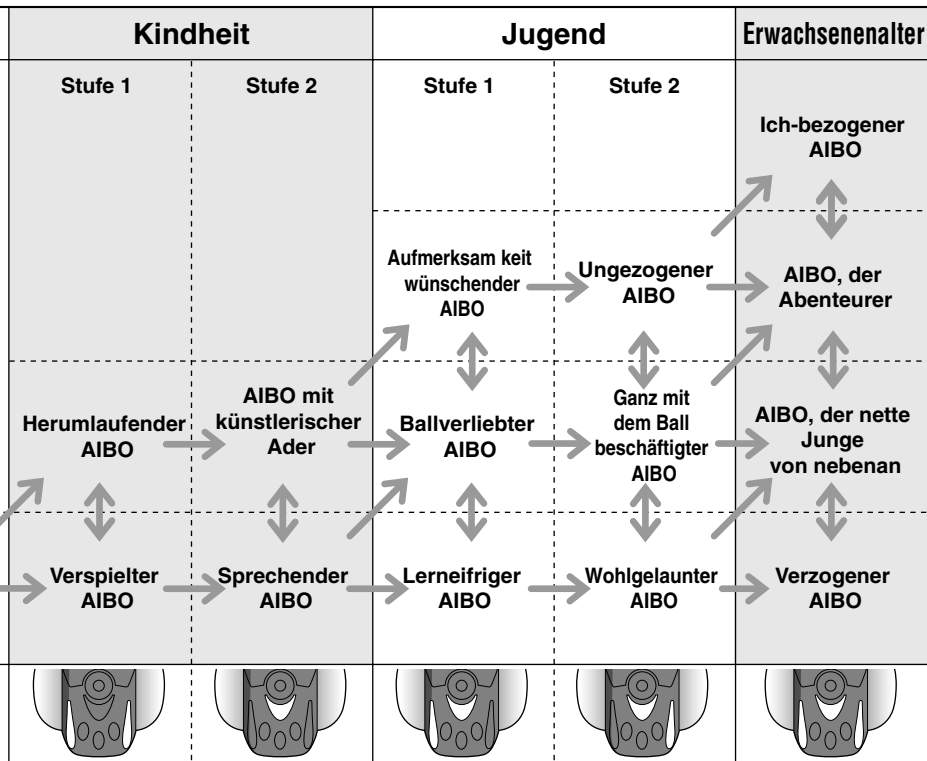 Kindheit
Jugend
Erwachsenenalter
Stufe 1
Stufe 2
Stufe 1
Stufe 2
Ich-bezogener
AIBO
Aufmerksam keit
wünschender
AIBO
Ungezogener
AIBO
AIBO, der
Abenteurer
Herumlaufender
AIBO
AIBO mit
künstlerischer
Ader
Ballverliebter
AIBO
Ganz mit
dem Ball
beschäftigter
AIBO
AIBO, der nette
Junge
von nebenan
Verspielter
AIBO
Sprechender
AIBO
Lerneifriger
AIBO
Wohlgelaunter
AIBO
Verzogener
AIBO